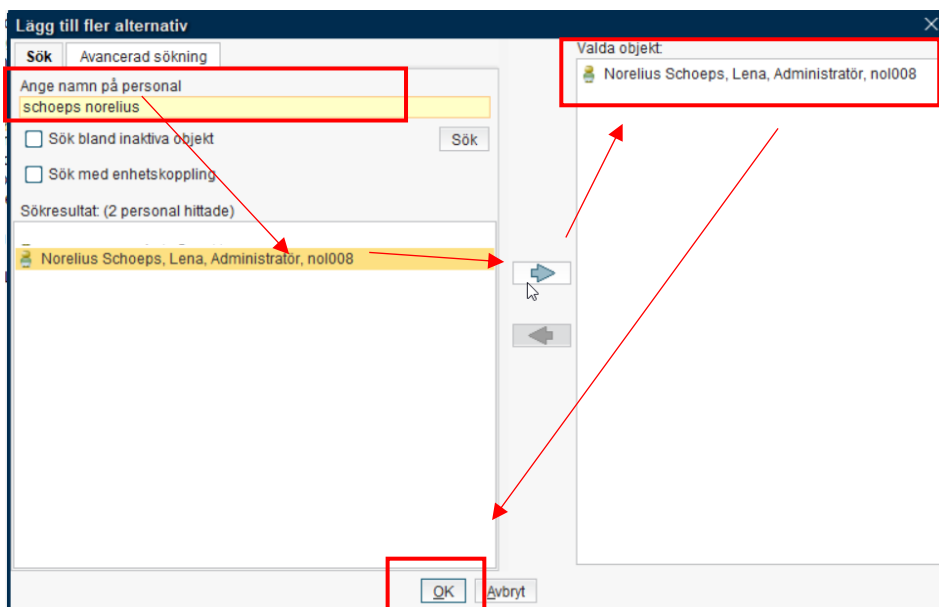 Lägg till fler alternativ
Sök Avancerad sökning
Ange namn på personal
schoeps norelius
Sök bland inaktiva objekt Sök
Sök med enhetskoppling
Sökresultat: (2 personal hittade)
Norelius Schoeps, Lena, Administratör, nol008
Valda objekt:
Norelius Schoeps, Lena, Administratör, nol008
OK Avbryt